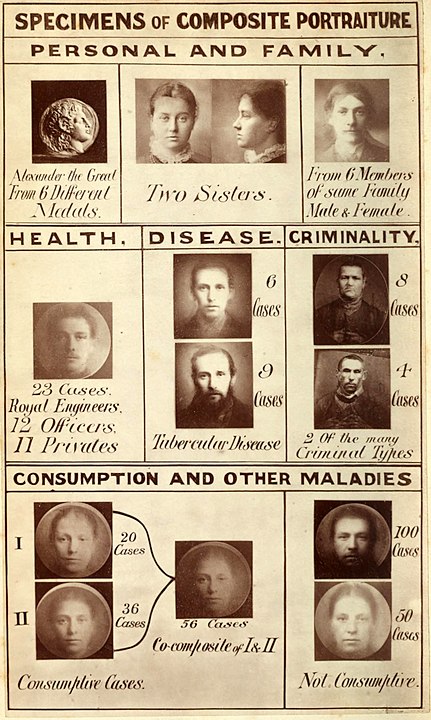 SPECIMENS OF COMPOSITE PORTRAITURE
PERSONAL AND FAMILY.
Alexander the Great
From 6 Different
Medals.
Two Sisters.
From 6 Members
of same Family
Male & Female.
HEALTH.
23 Cases.
Royal Engineers.
12 Officers.
11 Privates
DISEASE.
6
Cases
9
Cases
Tubercular Disease
CRIMINALITY.
8
Cases
4
Cases
2 Of the many
Criminal Types
CONSUMPTION AND OTHER MALADIES
I
20
Cases
II
36
Cases
Consumptive Cases.
56 Cases
Co-composite of I & II
100
Cases
50
Cases
Not Consumptive.